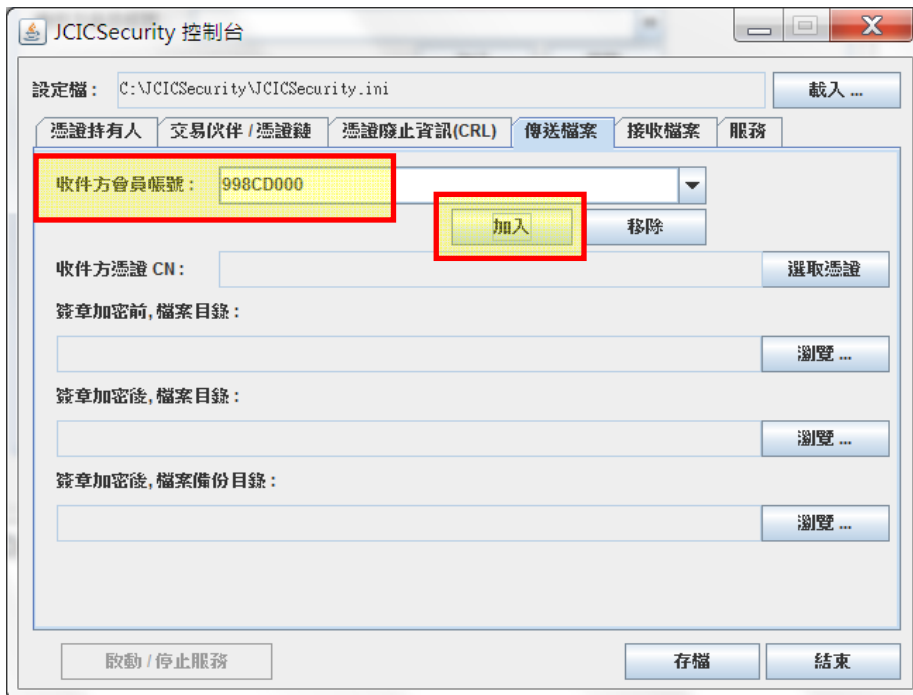 JCICSecurity 控制台
設定檔： C:\JCICSecurity\JCICSecurity.ini 載入 ...
憑證持有人 交易伙伴 / 憑證鏈 憑證廢止資訊(CRL) 傳送檔案 接收檔案 服務
收件方會員帳號： 998CD000
加入 移除
收件方憑證 CN： 選取憑證
簽章加密前, 檔案目錄：
瀏覽 ...
簽章加密後, 檔案目錄：
瀏覽 ...
簽章加密後, 檔案備份目錄：
瀏覽 ...
啟動 / 停止服務 存檔 結束